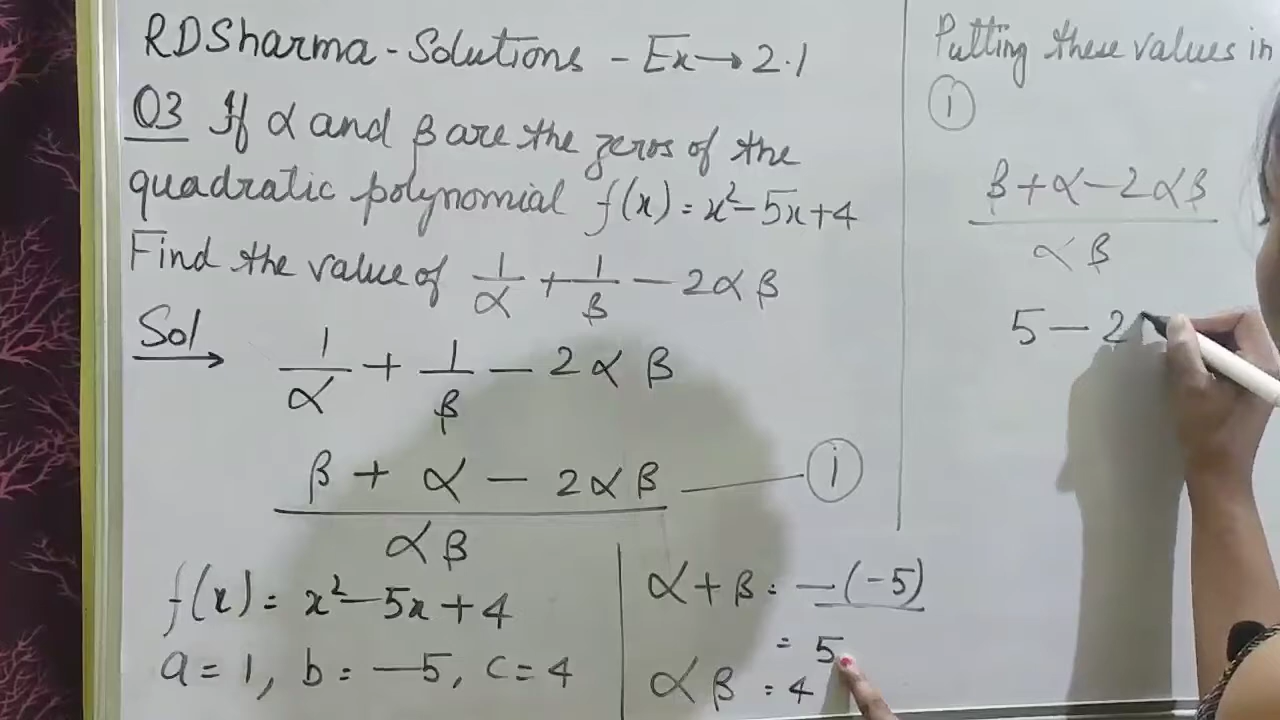 RDSharma - Solutions - Ex → 2.1
Q3 If α and β are the zeros of the
quadratic polynomial f(x) = x² - 5x + 4
Find the value of 1/α + 1/β - 2αβ
Sol →
1/α + 1/β - 2αβ
β + α - 2αβ / αβ — (i)
f(x) = x² - 5x + 4
a = 1, b = -5, c = 4
α + β = -(-5)
= 5
αβ = 4
Putting these values in
(i)
β + α - 2αβ / αβ
5 - 2